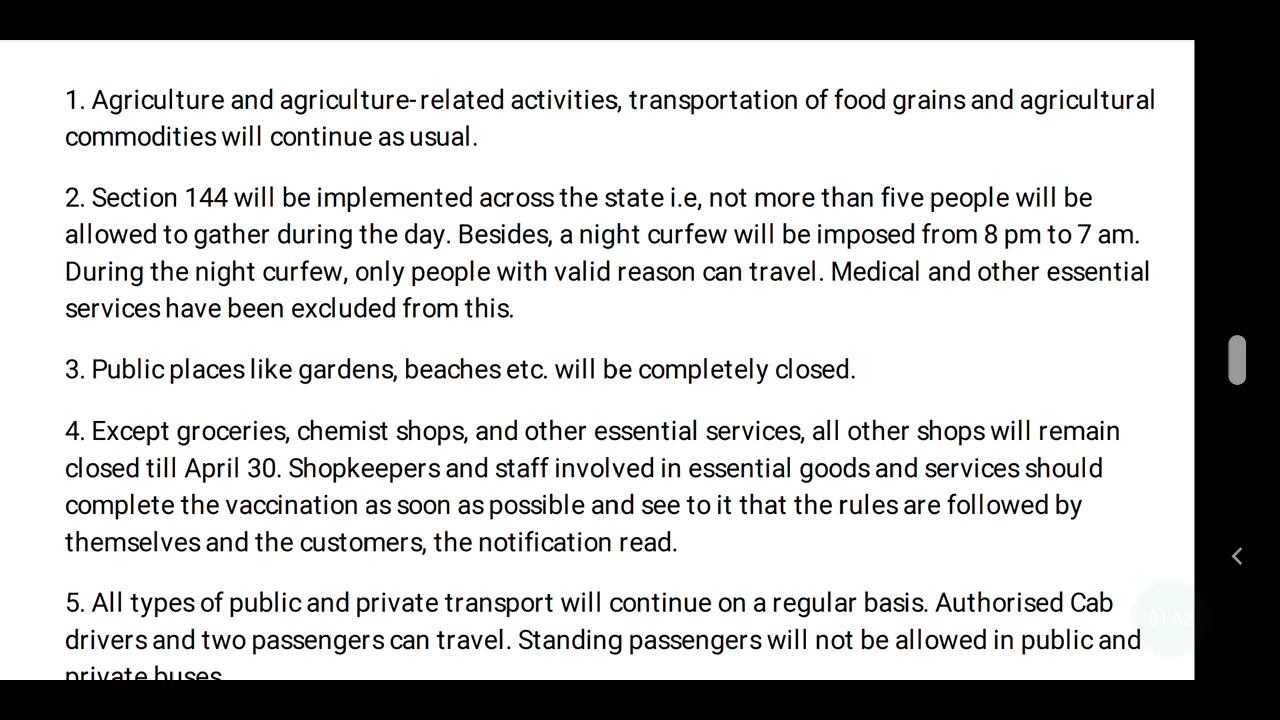 1. Agriculture and agriculture-related activities, transportation of food grains and agricultural
commodities will continue as usual.
2. Section 144 will be implemented across the state i.e, not more than five people will be
allowed to gather during the day. Besides, a night curfew will be imposed from 8 pm to 7 am.
During the night curfew, only people with valid reason can travel. Medical and other essential
services have been excluded from this.
3. Public places like gardens, beaches etc. will be completely closed.
4. Except groceries, chemist shops, and other essential services, all other shops will remain
closed till April 30. Shopkeepers and staff involved in essential goods and services should
complete the vaccination as soon as possible and see to it that the rules are followed by
themselves and the customers, the notification read.
5. All types of public and private transport will continue on a regular basis. Authorised Cab
01:52
drivers and two passengers can travel. Standing passengers will not be allowed in public and
private buses